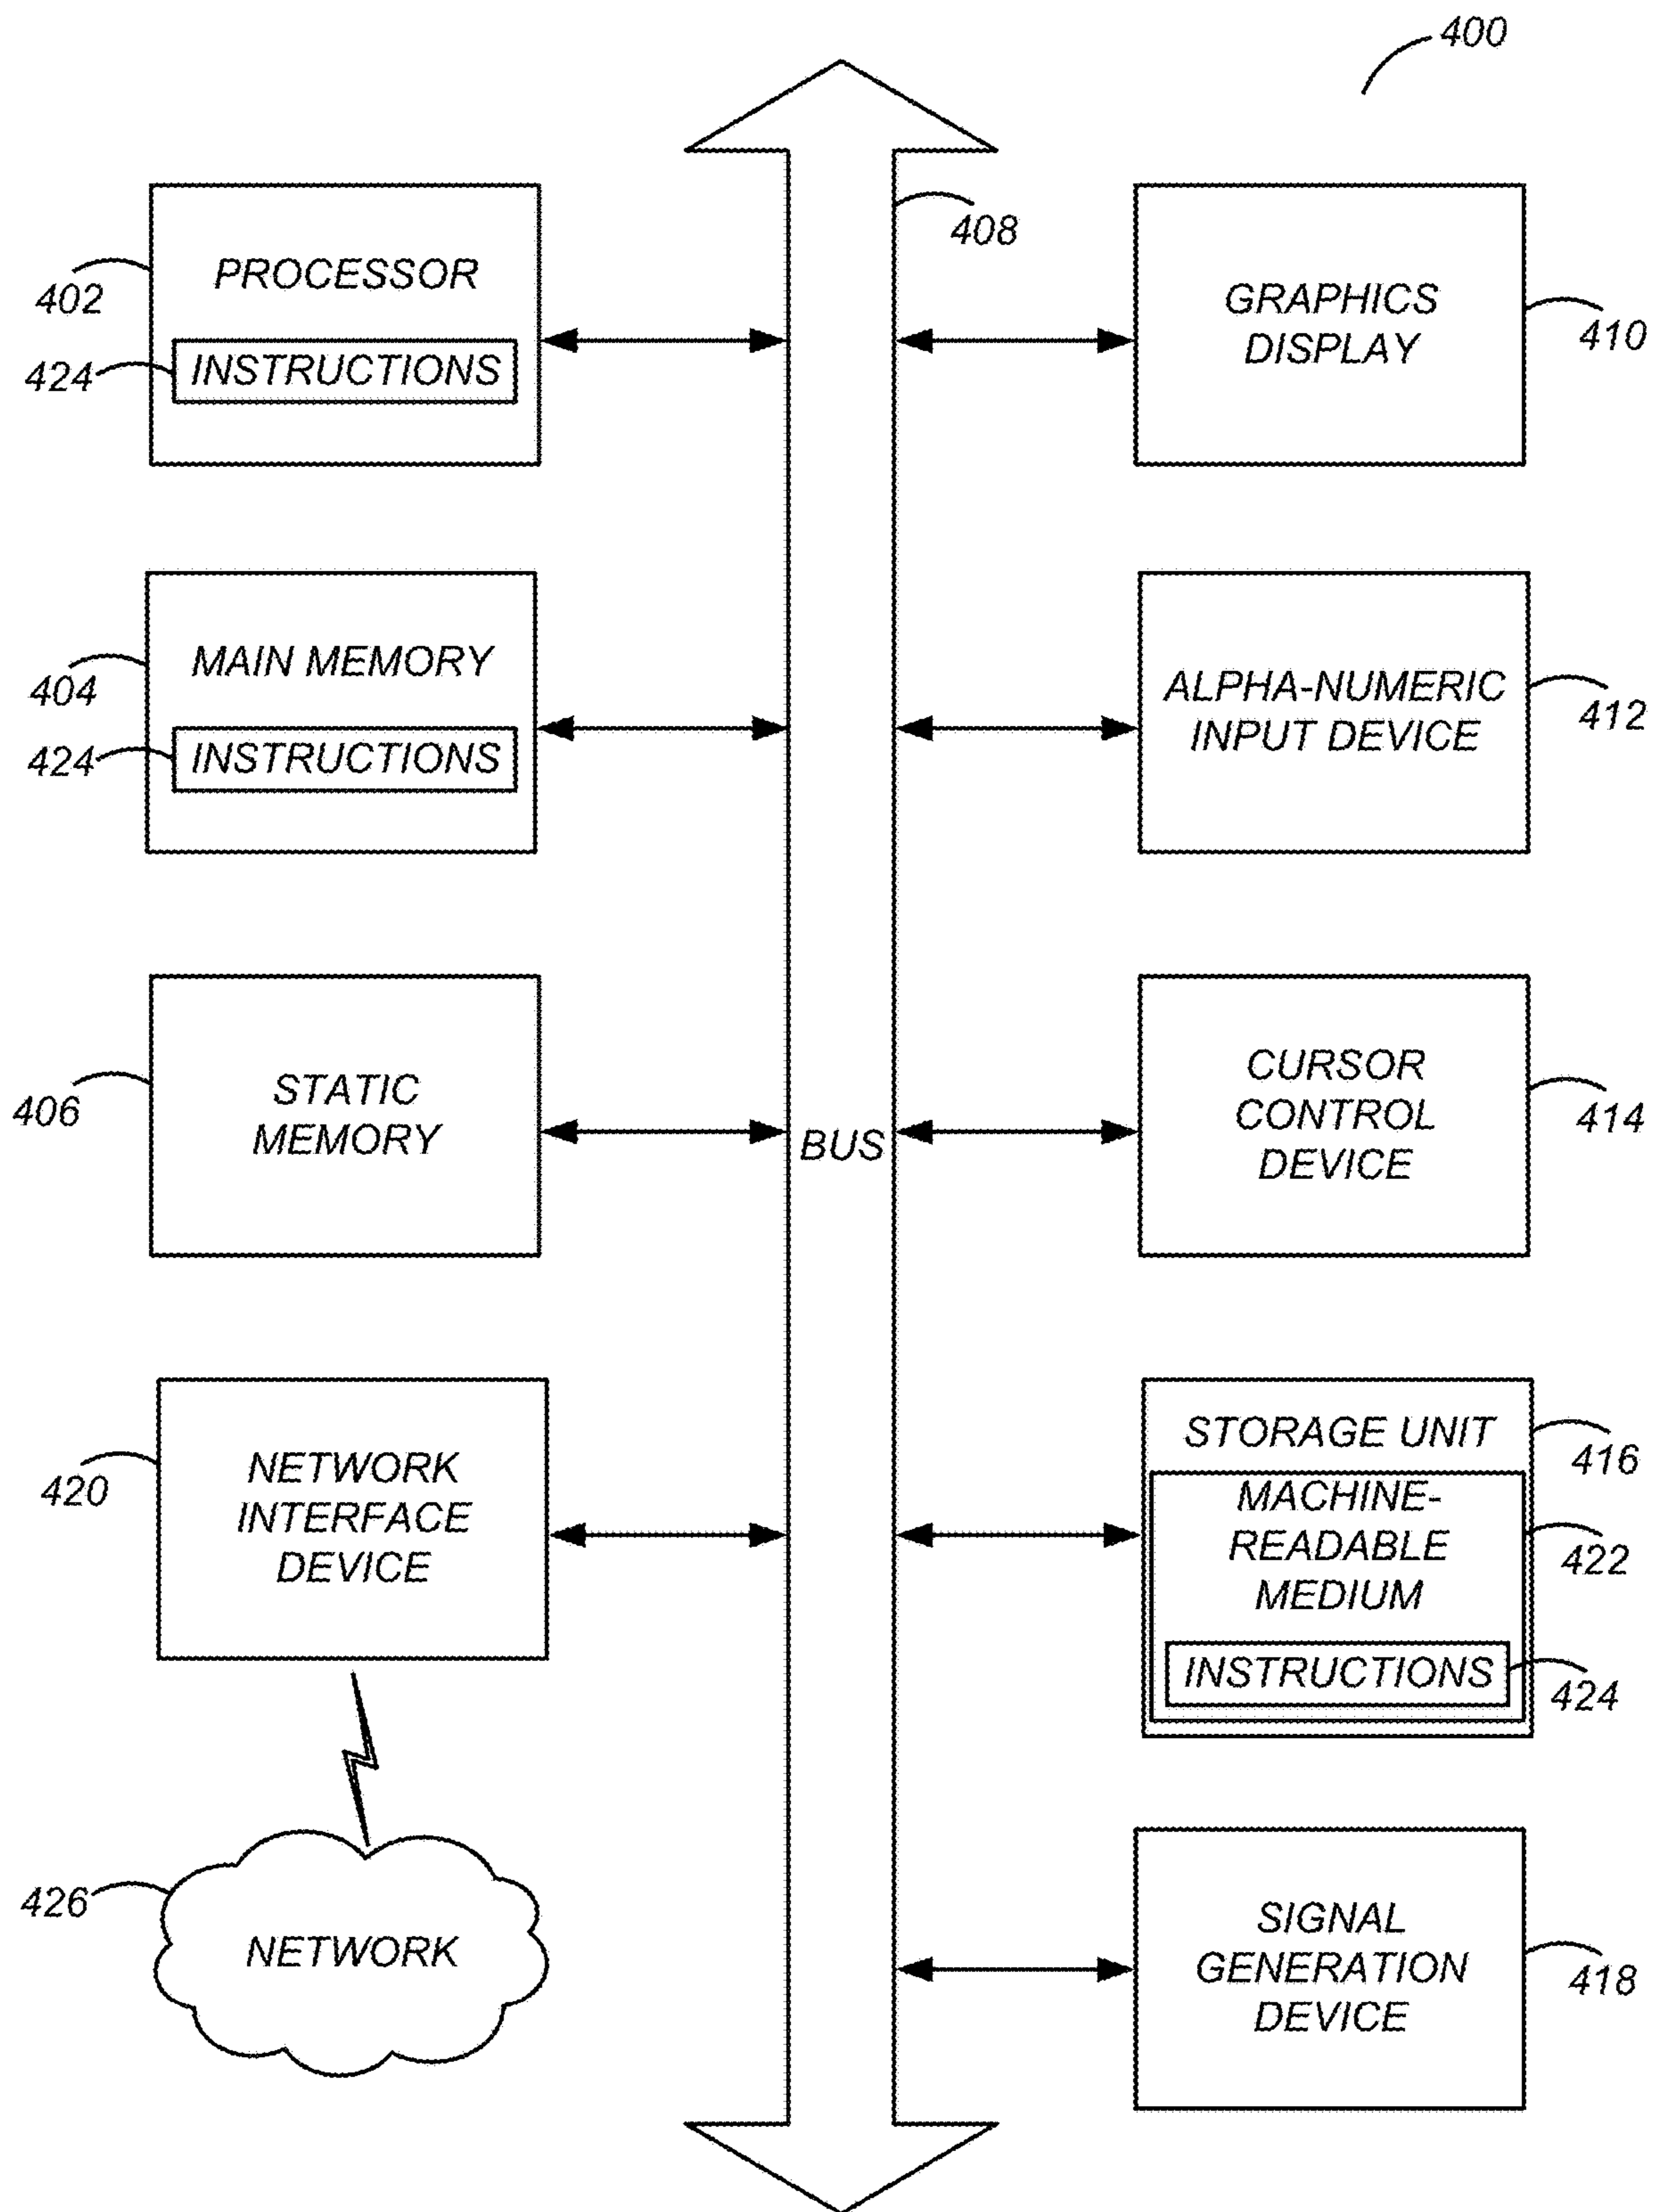 400
408
402
PROCESSOR
424
INSTRUCTIONS
GRAPHICS
DISPLAY
410
404
MAIN MEMORY
424
INSTRUCTIONS
ALPHA-NUMERIC
INPUT DEVICE
412
406
STATIC
MEMORY
BUS
CURSOR
CONTROL
DEVICE
414
420
NETWORK
INTERFACE
DEVICE
STORAGE UNIT
416
MACHINE-
READABLE
MEDIUM
422
INSTRUCTIONS
424
426
NETWORK
SIGNAL
GENERATION
DEVICE
418